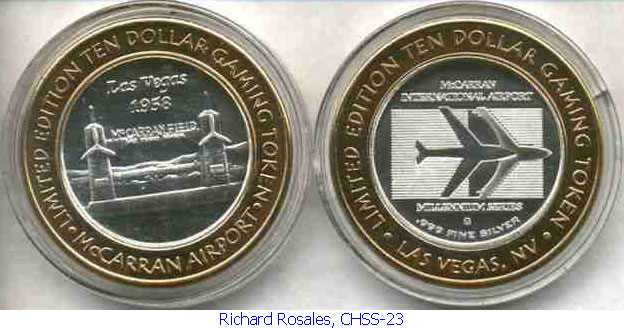 LIMITED EDITION TEN DOLLAR GAMING TOKEN
Las Vegas
1958
McCARRAN FIELD
• McCARRAN AIRPORT •
LIMITED EDITION TEN DOLLAR GAMING TOKEN
McCARRAN
INTERNATIONAL AIRPORT
MILLENNIUM SERIES
G
.999 FINE SILVER
• LAS VEGAS, NV •
Richard Rosales, CHSS-23